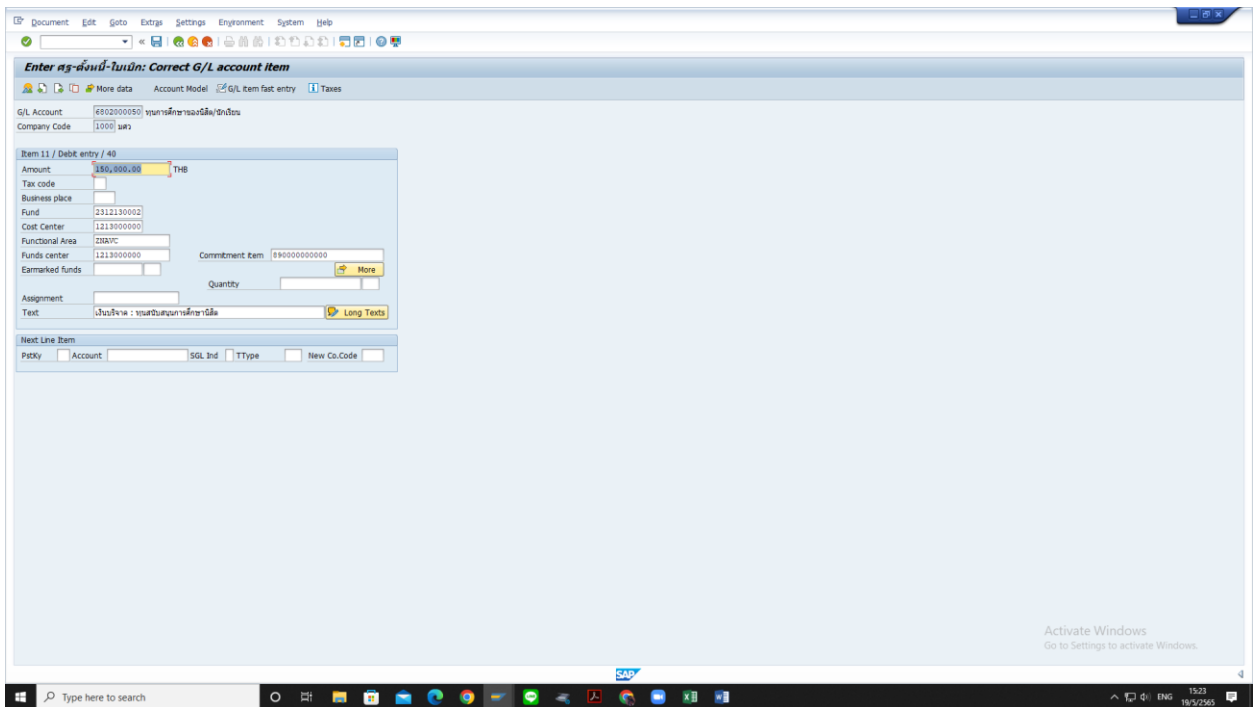 Document Edit Goto Extras Settings Environment System Help
Enter ศรฐ-ตั้งหนี้-ใบเบิก: Correct G/L account item
More data Account Model G/L item fast entry Taxes
G/L Account 6802000050 ทุนการศึกษาของนิสิต/นักเรียน
Company Code 1000 มศว
Item 11 / Debit entry / 40
Amount 150,000.00 THB
Tax code
Business place
Fund 2312130002
Cost Center 1213000000
Functional Area ZNAVC
Funds center 1213000000 Commitment item 890000000000
Earmarked funds More
Quantity
Assignment
Text เงินบริจาค : ทุนสนับสนุนการศึกษานิสิต Long Texts
Next Line Item
PstKy Account SGL Ind TType New Co.Code
Activate Windows
Go to Settings to activate Windows.
SAP
Type here to search ENG 15:23
19/5/2565